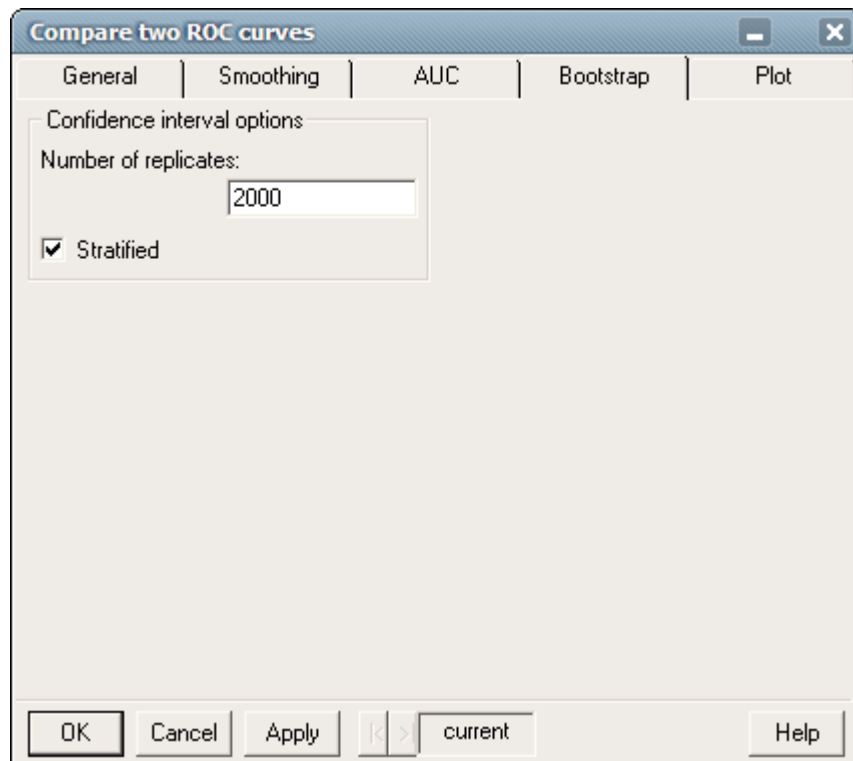 Compare two ROC curves
General Smoothing AUC Bootstrap Plot
Confidence interval options
Number of replicates:
2000
Stratified
OK Cancel Apply |< >| current Help